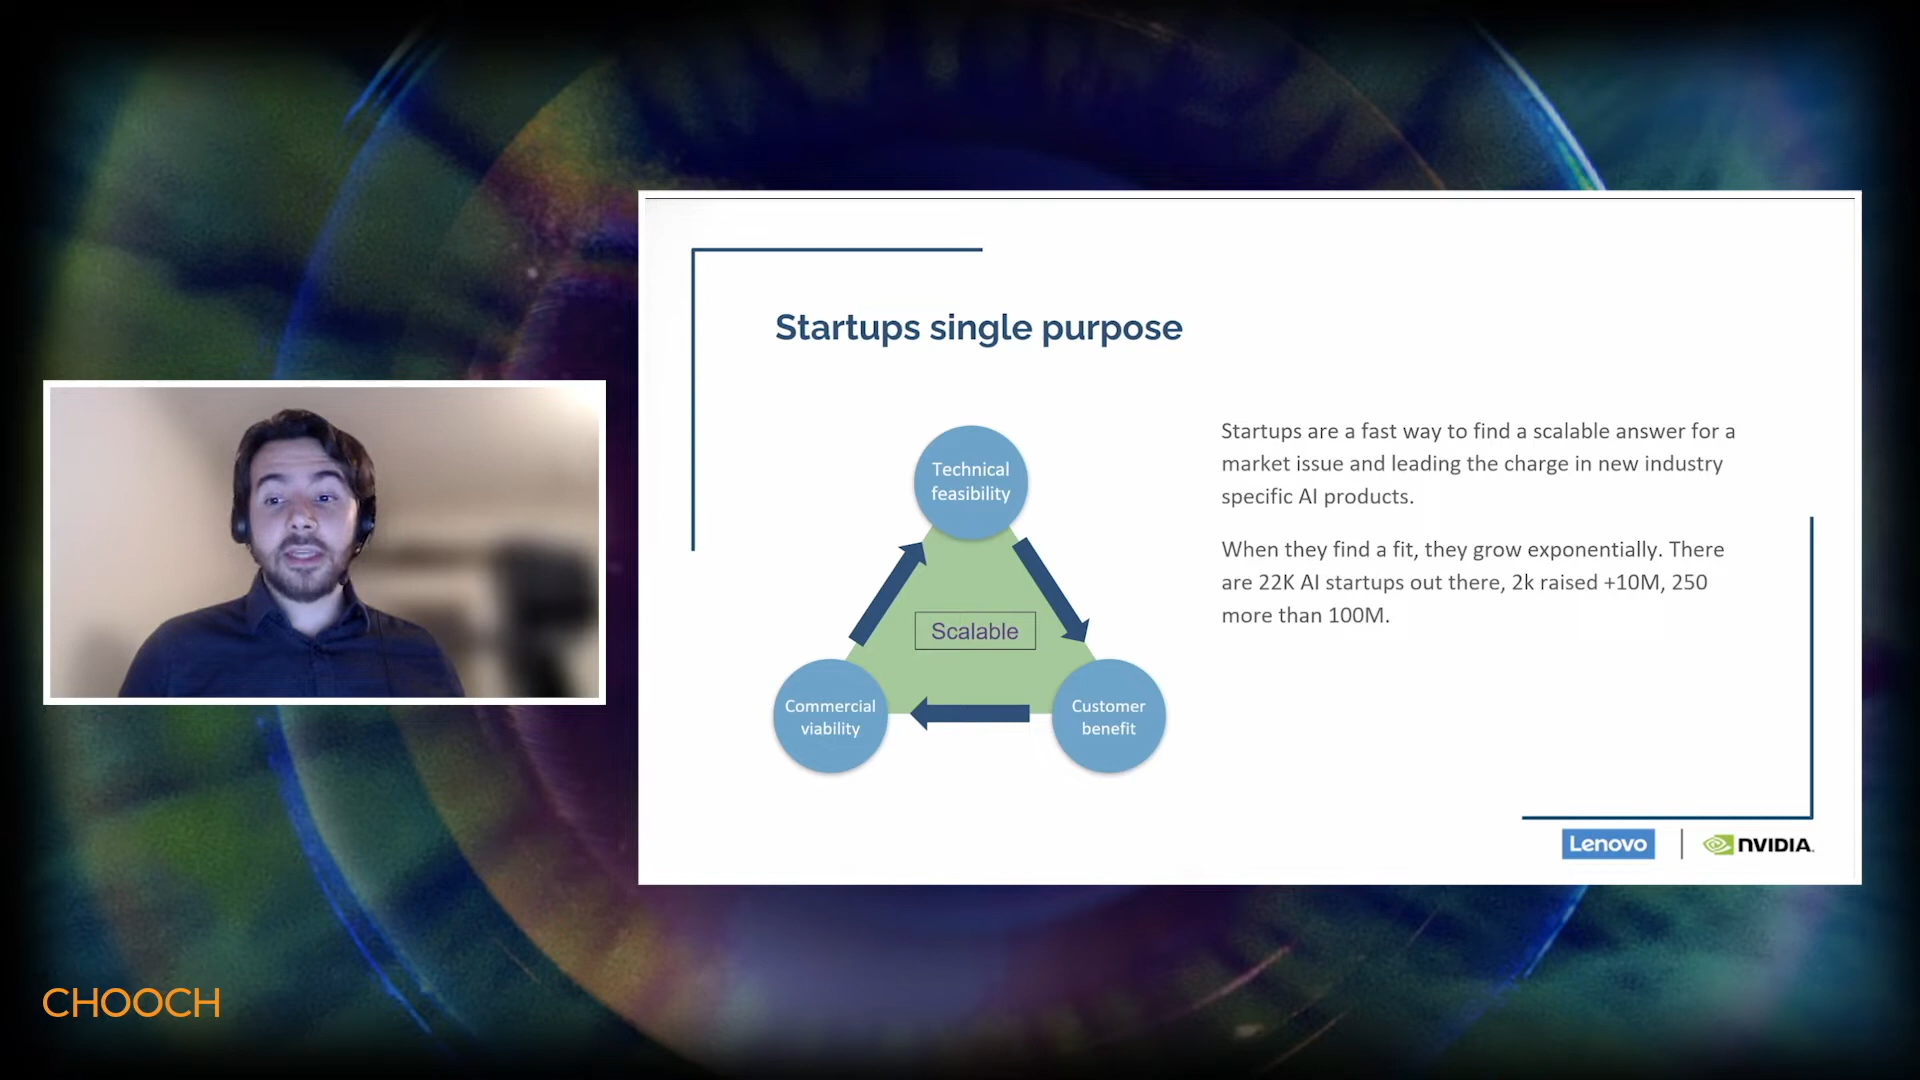 Startups single purpose
Technical
feasibility
Scalable
Commercial
viability
Customer
benefit
Startups are a fast way to find a scalable answer for a
market issue and leading the charge in new industry
specific AI products.
When they find a fit, they grow exponentially. There
are 22K AI startups out there, 2k raised +10M, 250
more than 100M.
Lenovo
NVIDIA.
CHOOCH